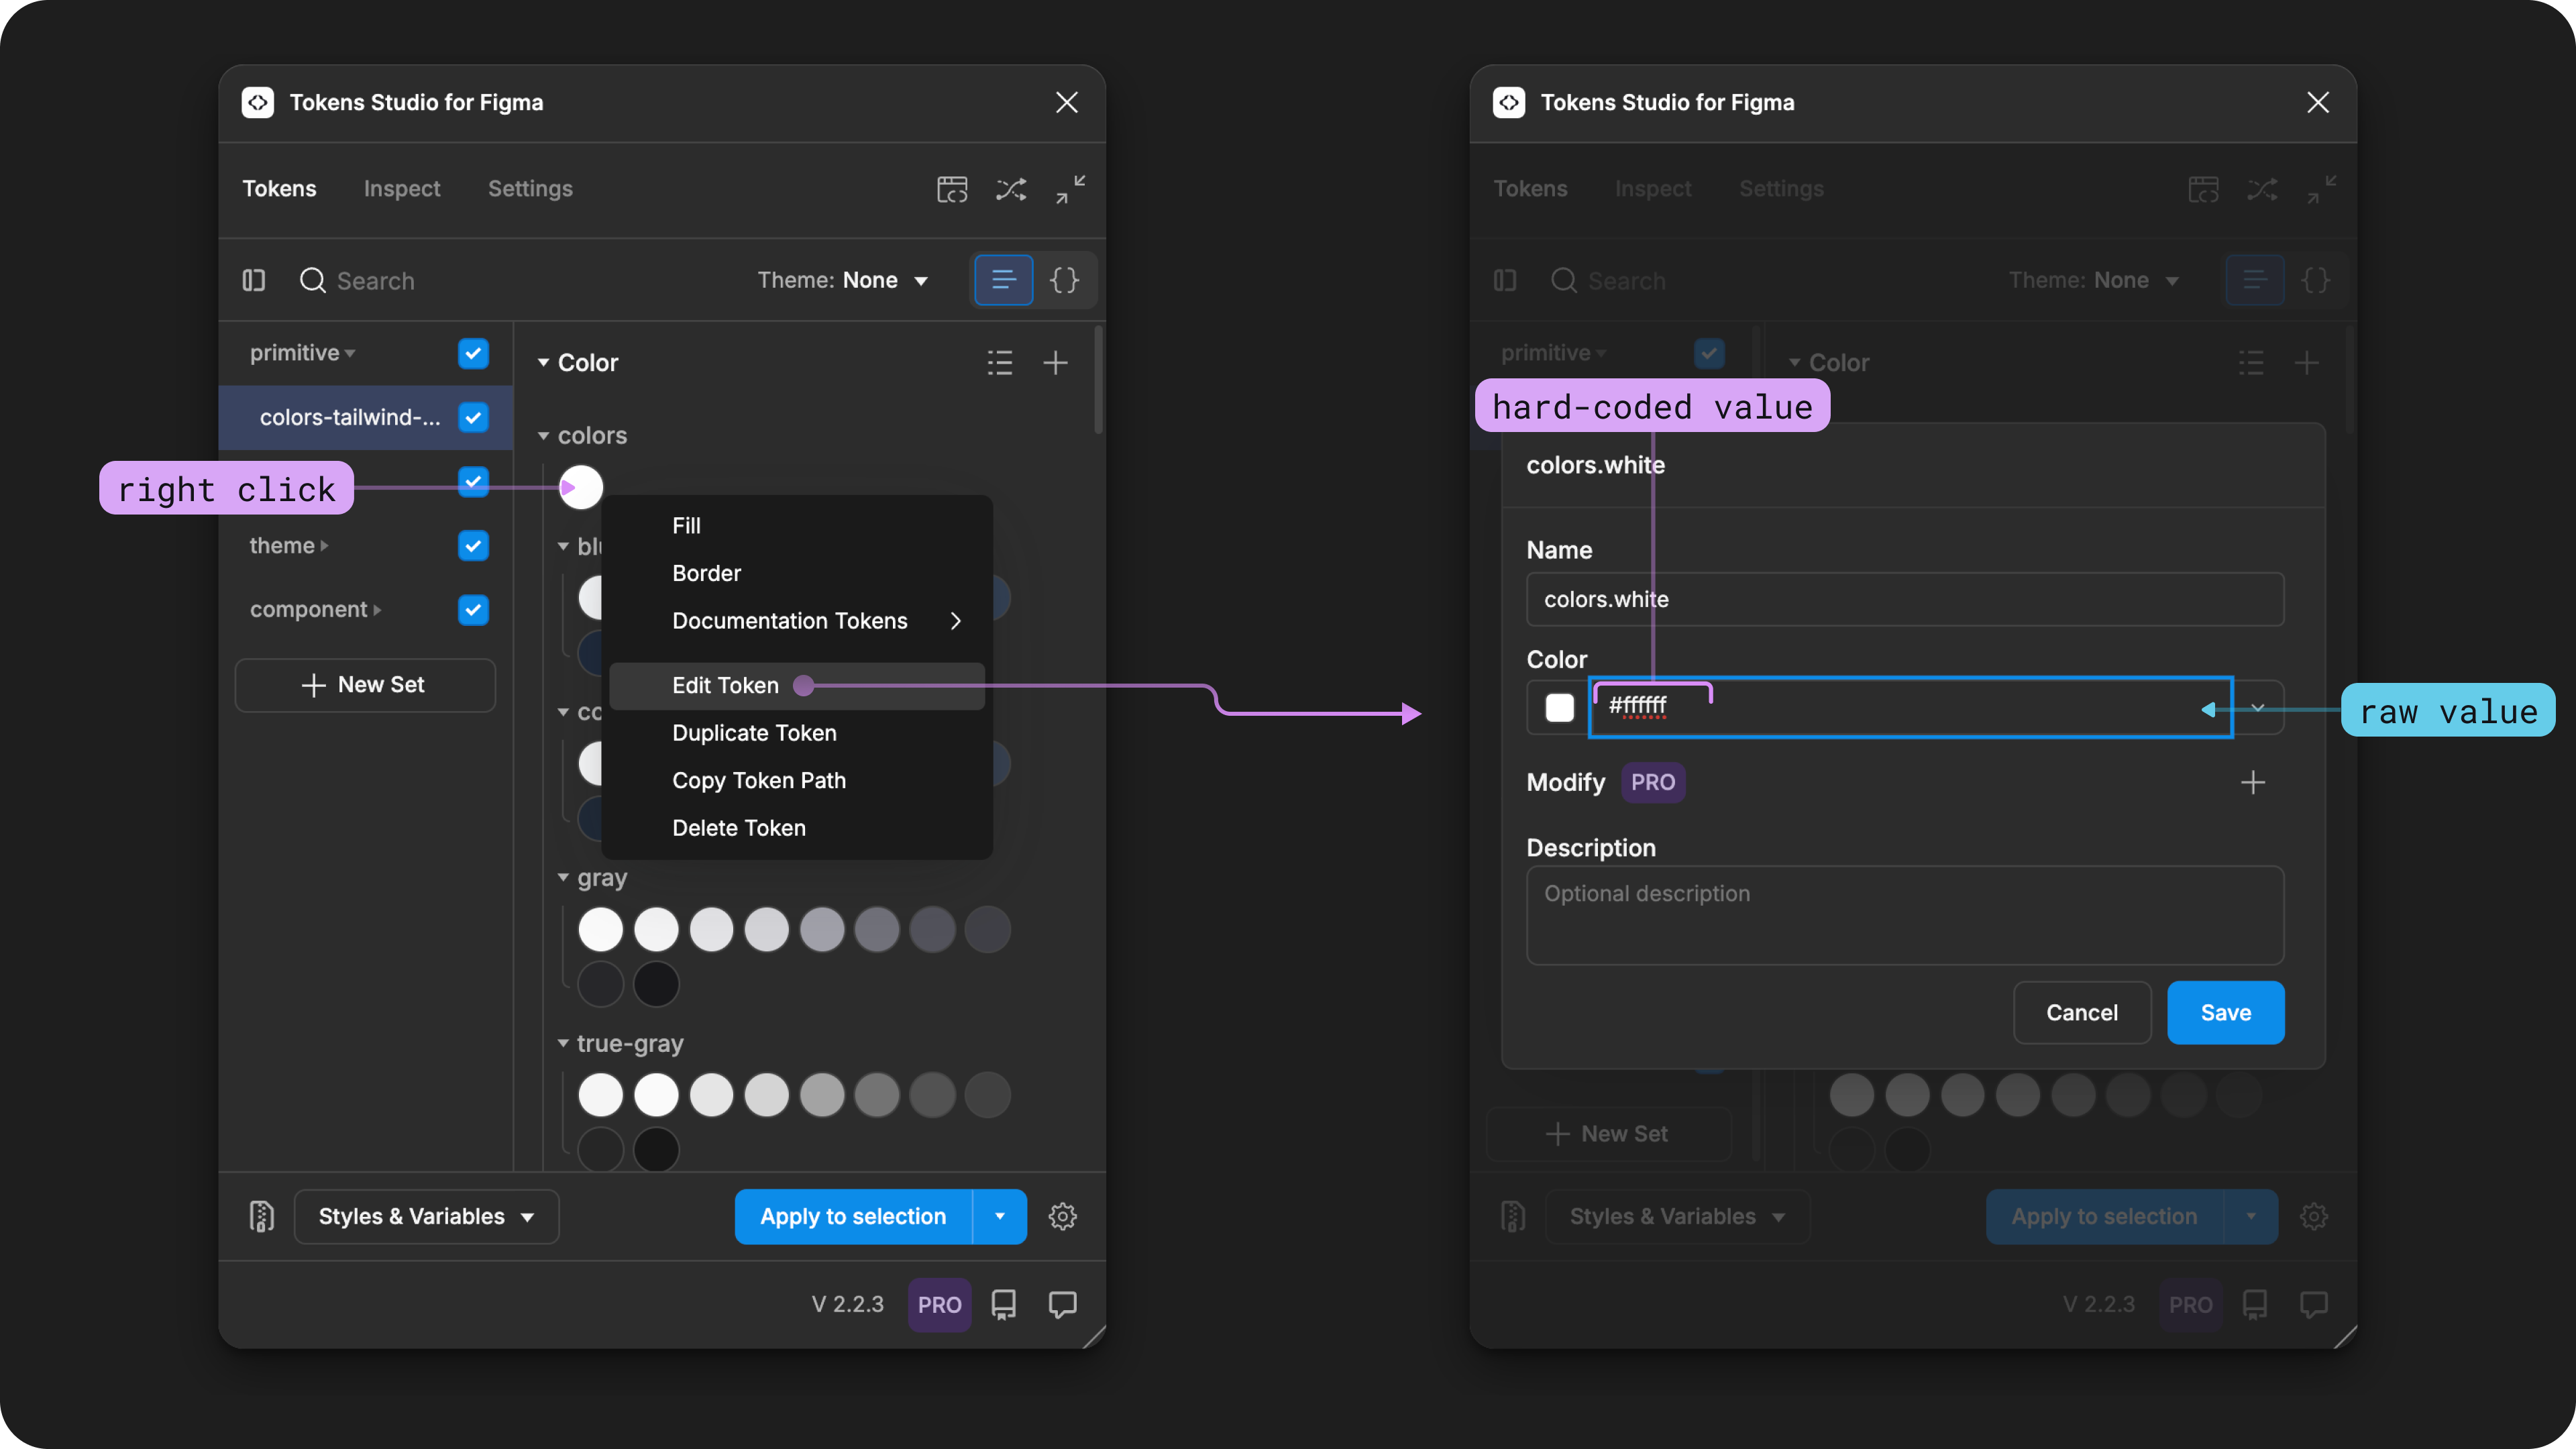 Tokens Studio for Figma
Tokens Inspect Settings
Search Theme: None {}
primitive
Color
colors-tailwind-...
colors
right click
Fill
theme
Border
component
Documentation Tokens
New Set
Edit Token
Duplicate Token
Copy Token Path
Delete Token
gray
true-gray
Styles & Variables Apply to selection
V 2.2.3 PRO
Tokens Studio for Figma
Tokens Inspect Settings
Search Theme: None {}
primitive
Color
hard-coded value
colors.white
Name
colors.white
Color
#ffffff
raw value
Modify PRO
Description
Optional description
Cancel Save
New Set
Styles & Variables Apply to selection
V 2.2.3 PRO